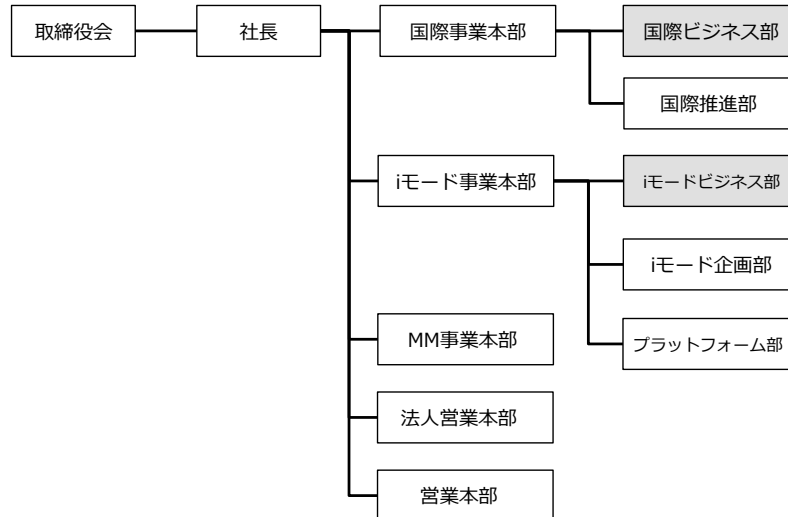 取締役会
社長
国際事業本部
国際ビジネス部
国際推進部
iモード事業本部
iモードビジネス部
iモード企画部
プラットフォーム部
MM事業本部
法人営業本部
営業本部